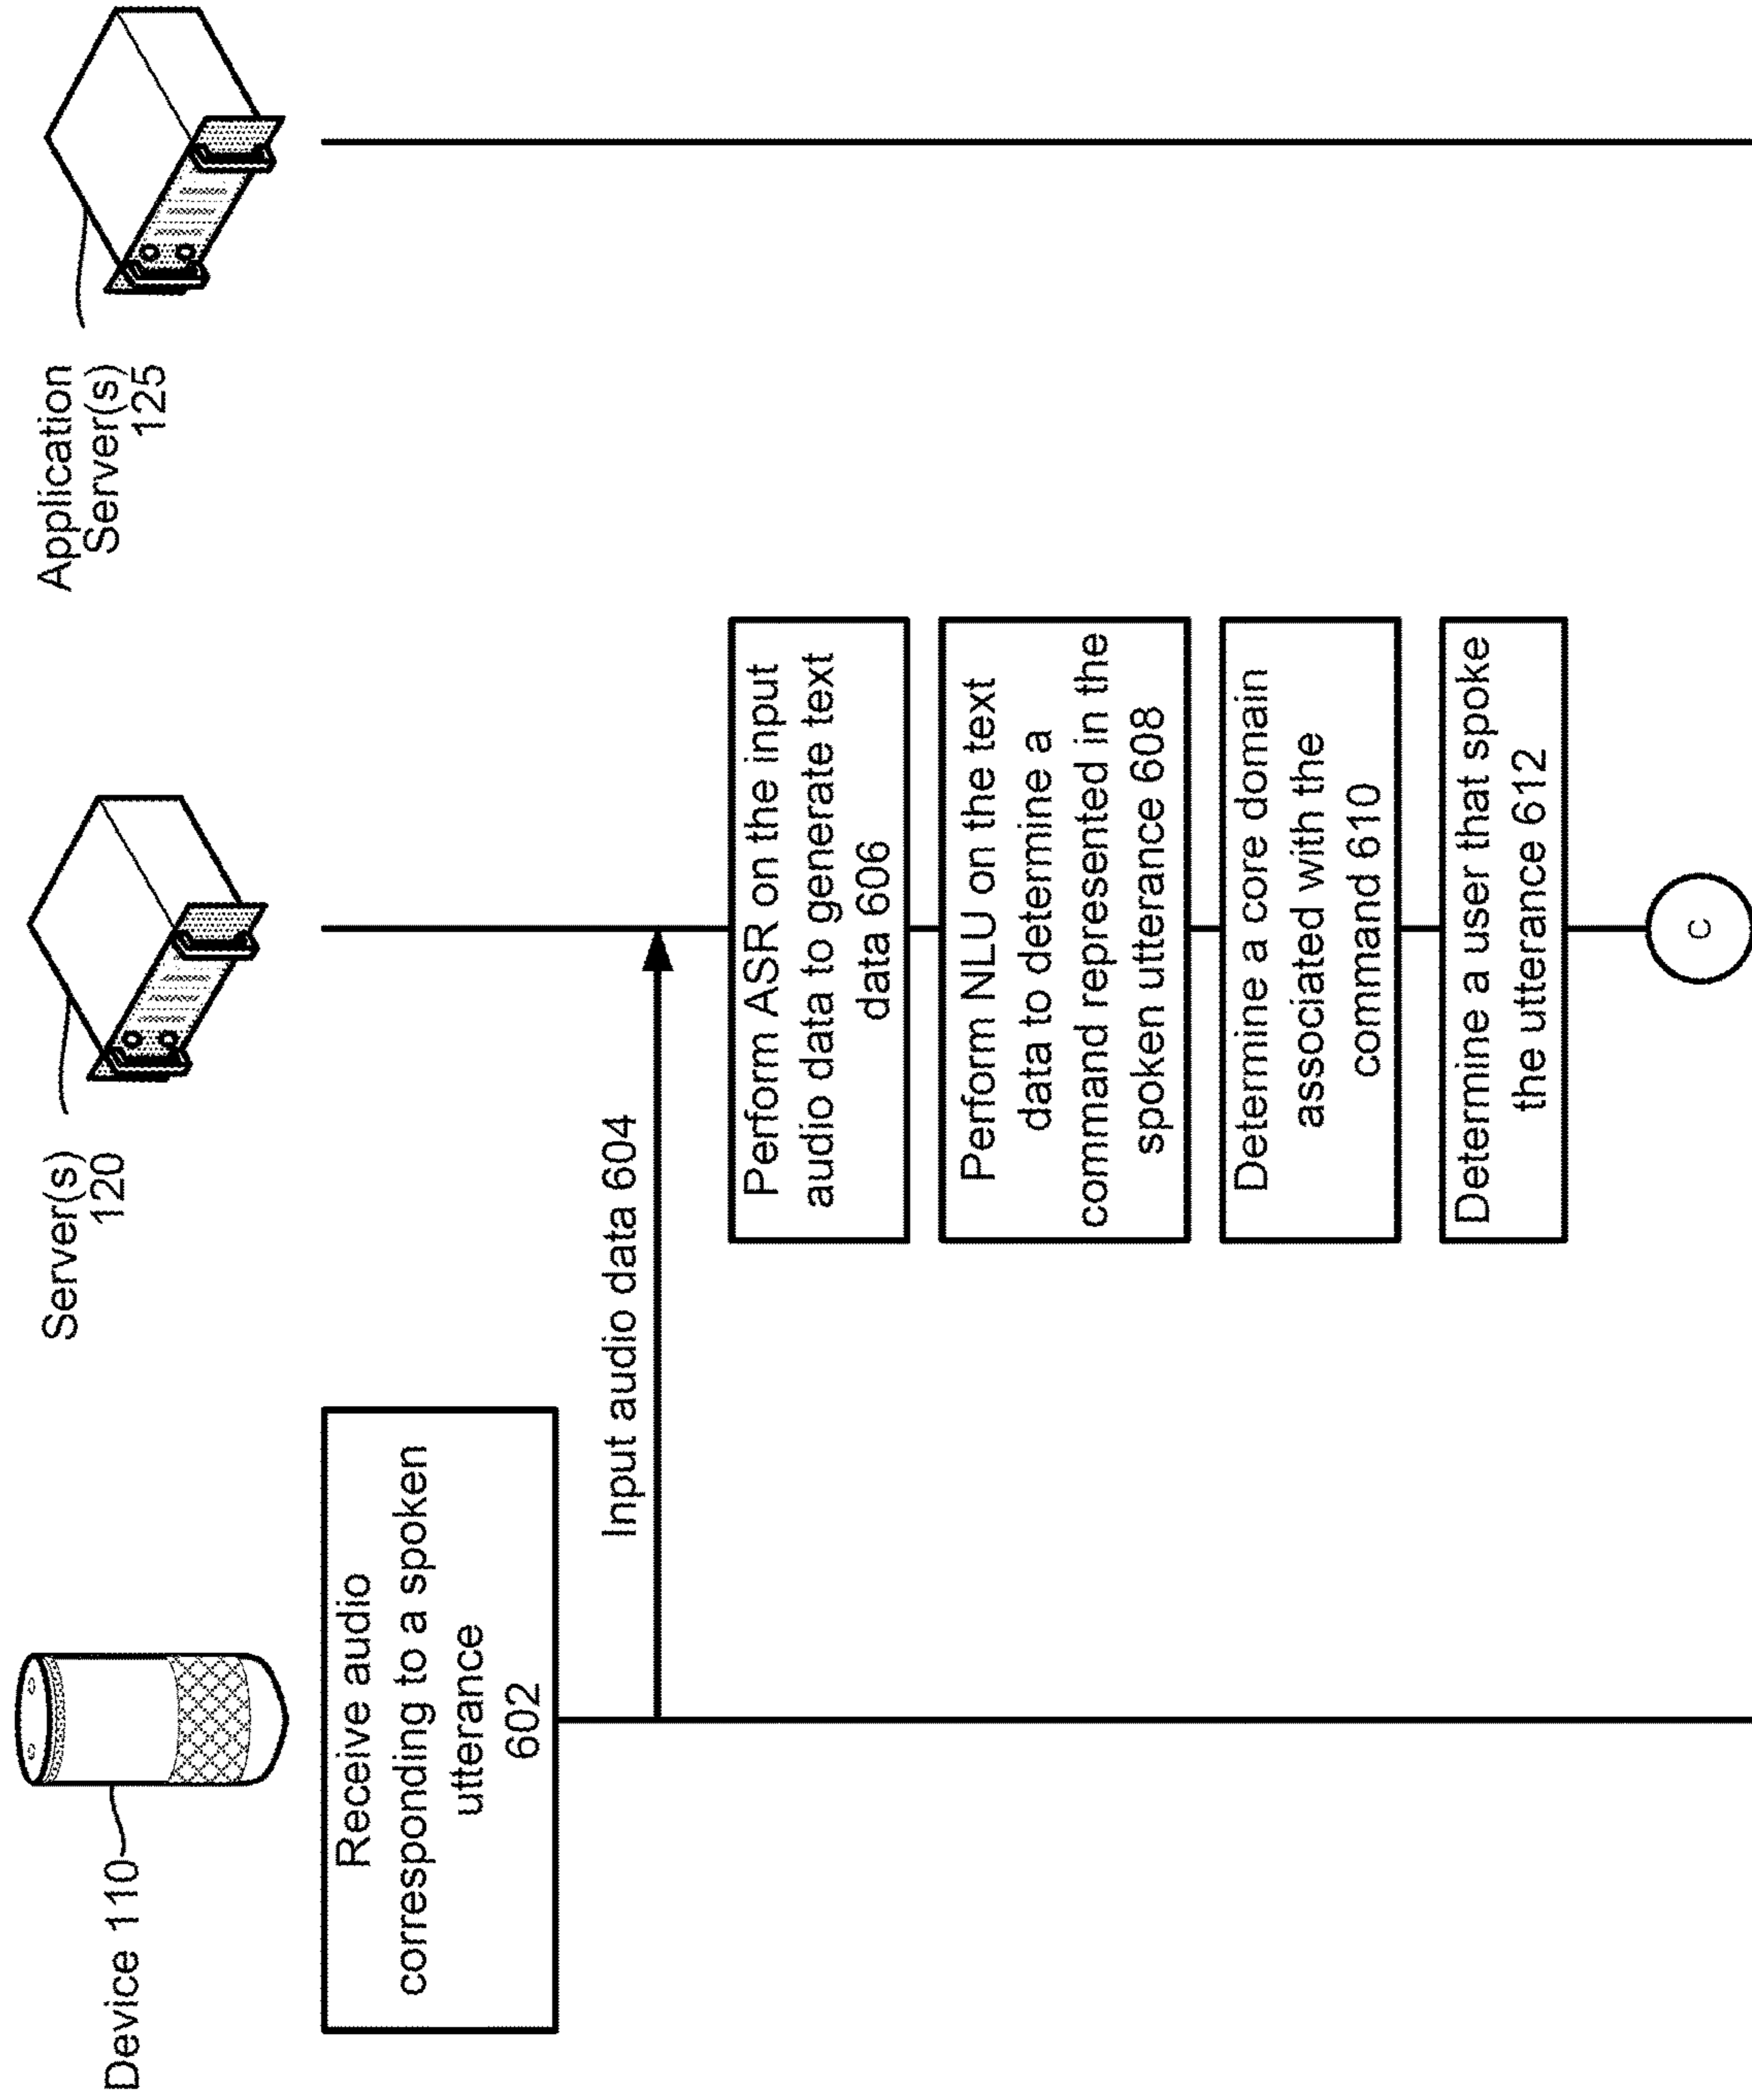 Device 110
Server(s)
120
Application
Server(s)
125
Receive audio
corresponding to a spoken
utterance
602
Input audio data 604
Perform ASR on the input
audio data to generate text
data 606
Perform NLU on the text
data to determine a
command represented in the
spoken utterance 608
Determine a core domain
associated with the
command 610
Determine a user that spoke
the utterance 612
C